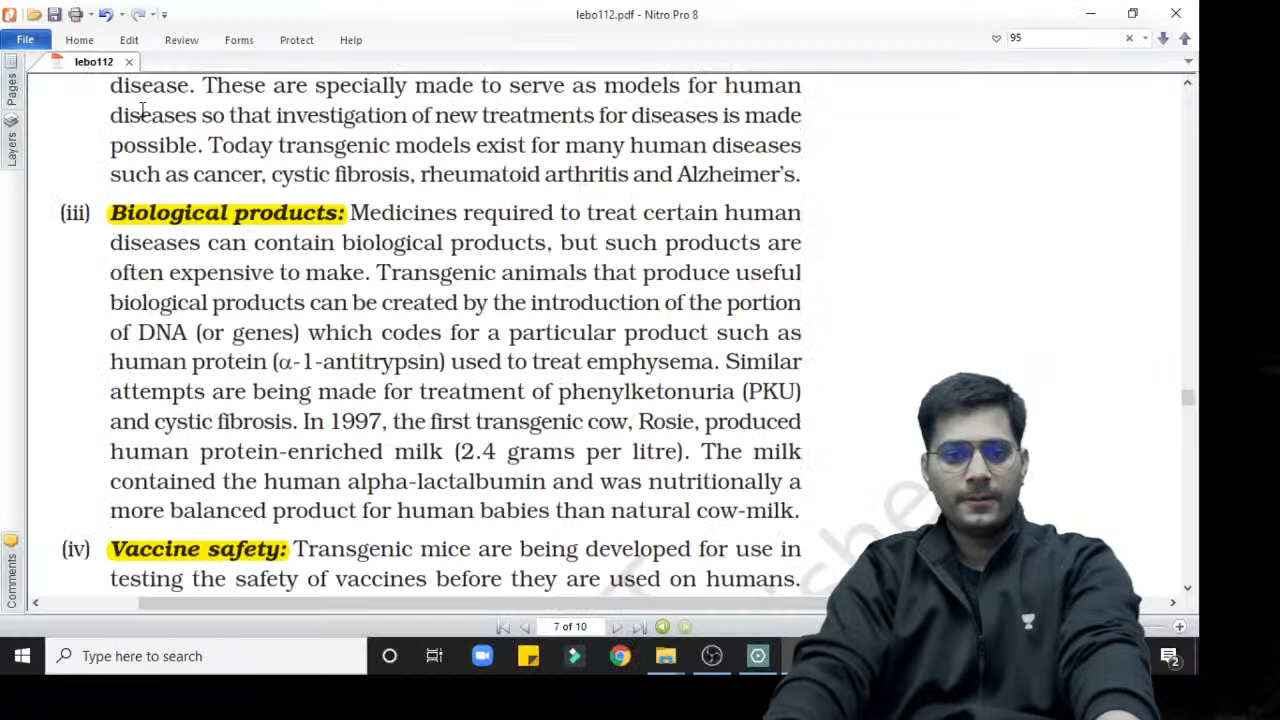 lebo112.pdf - Nitro Pro 8
File Home Edit Review Forms Protect Help 95
lebo112
Pages
Layers
Comments
disease. These are specially made to serve as models for human
diseases so that investigation of new treatments for diseases is made
possible. Today transgenic models exist for many human diseases
such as cancer, cystic fibrosis, rheumatoid arthritis and Alzheimer's.
(iii) Biological products: Medicines required to treat certain human
diseases can contain biological products, but such products are
often expensive to make. Transgenic animals that produce useful
biological products can be created by the introduction of the portion
of DNA (or genes) which codes for a particular product such as
human protein (α-1-antitrypsin) used to treat emphysema. Similar
attempts are being made for treatment of phenylketonuria (PKU)
and cystic fibrosis. In 1997, the first transgenic cow, Rosie, produced
human protein-enriched milk (2.4 grams per litre). The milk
contained the human alpha-lactalbumin and was nutritionally a
more balanced product for human babies than natural cow-milk.
(iv) Vaccine safety: Transgenic mice are being developed for use in
testing the safety of vaccines before they are used on humans.
7 of 10
Type here to search
2